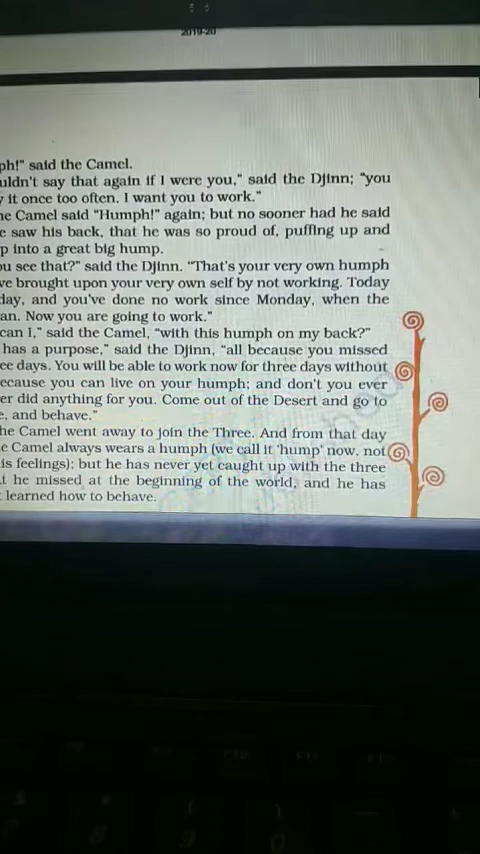 2019-20
ph!" said the Camel.
uldn't say that again if I were you," said the Djinn; "you
it once too often. I want you to work."
he Camel said "Humph!" again; but no sooner had he said
e saw his back, that he was so proud of, puffing up and
p into a great big hump.
ou see that?" said the Djinn. "That's your very own humph
ve brought upon your very own self by not working. Today
day, and you've done no work since Monday, when the
an. Now you are going to work."
can I," said the Camel, "with this humph on my back?"
has a purpose," said the Djinn, "all because you missed
ee days. You will be able to work now for three days without
ecause you can live on your humph; and don't you ever
er did anything for you. Come out of the Desert and go to
e, and behave."
he Camel went away to join the Three. And from that day
e Camel always wears a humph (we call it 'hump' now, not
is feelings); but he has never yet caught up with the three
t he missed at the beginning of the world, and he has
learned how to behave.